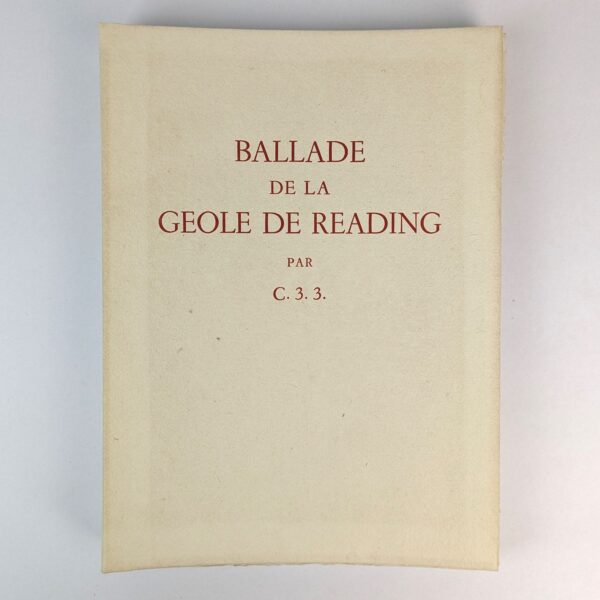 BALLADE
DE LA
GEOLE DE READING
PAR
C. 3. 3.